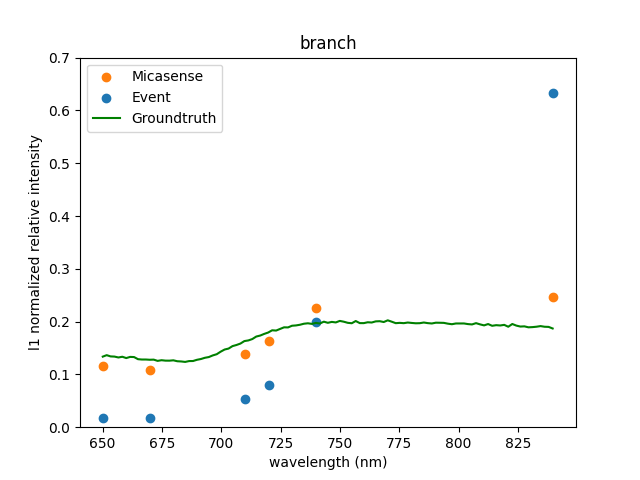 branch
Micasense
Event
Groundtruth
l1 normalized relative intensity
0.7
0.6
0.5
0.4
0.3
0.2
0.1
0.0
650
675
700
725
750
775
800
825
wavelength (nm)